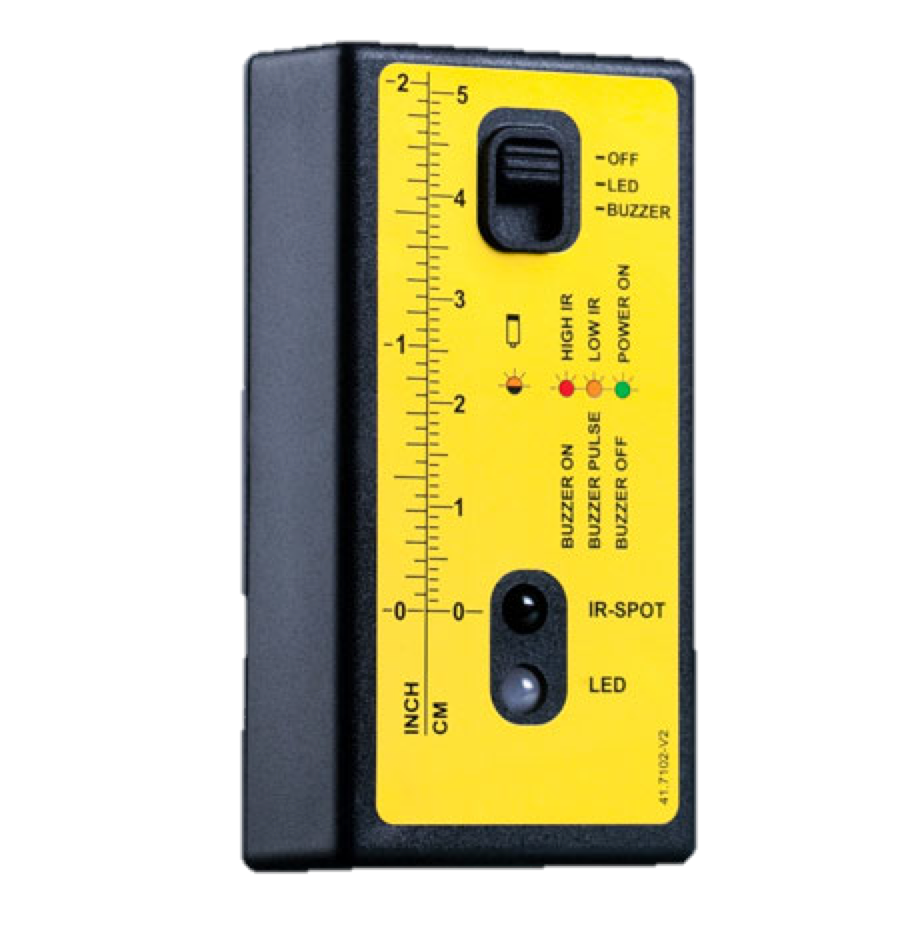 -2
5
OFF
LED
BUZZER
4
3
-1
2
1
HIGH IR
LOW IR
POWER ON
BUZZER ON
BUZZER PULSE
BUZZER OFF
-0
0
IR-SPOT
LED
INCH
CM
41.7102-V2